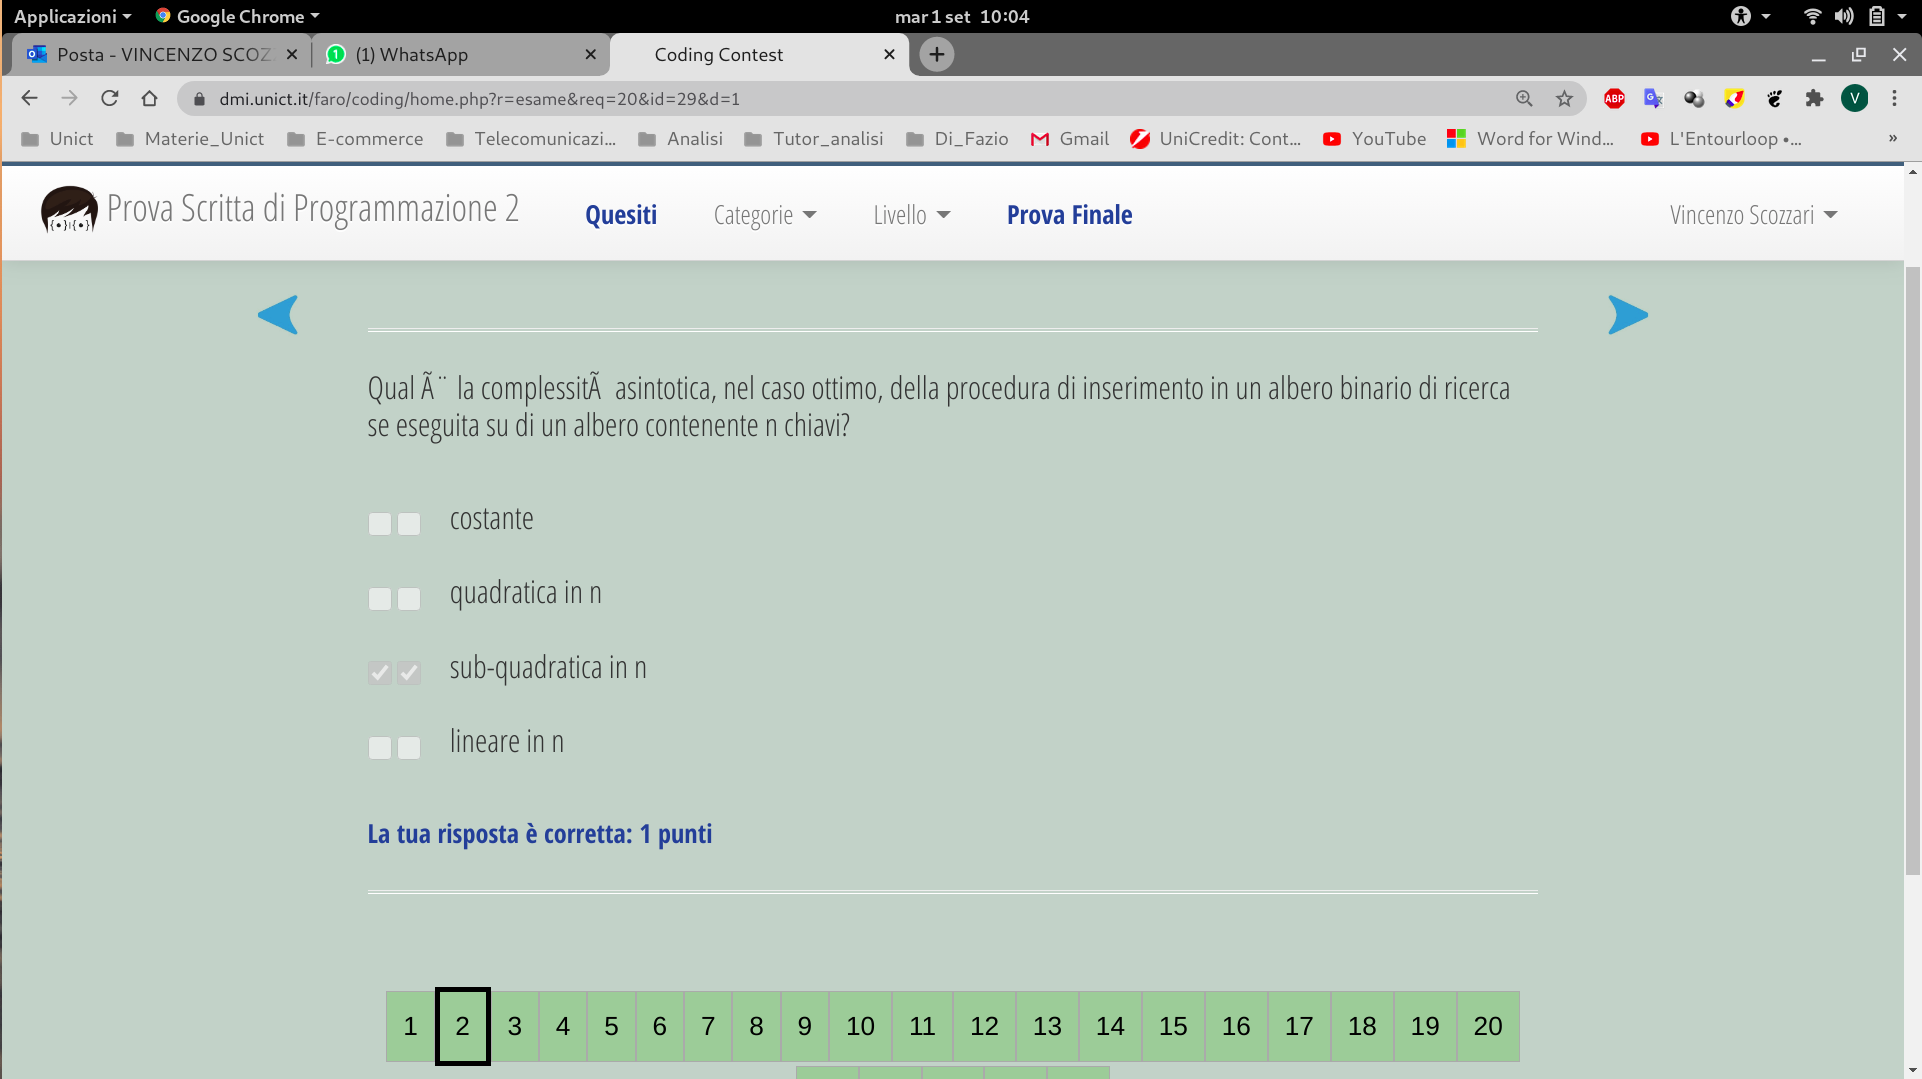 Applicazioni Google Chrome mar 1 set 10:04
Posta - VINCENZO SCOZ (1) WhatsApp Coding Contest
dmi.unict.it/faro/coding/home.php?r=esame&req=20&id=29&d=1
Unict Materie_Unict E-commerce Telecomunicazi... Analisi Tutor_analisi Di_Fazio Gmail UniCredit: Cont... YouTube Word for Wind... L'Entourloop •... »
Prova Scritta di Programmazione 2 Quesiti Categorie Livello Prova Finale Vincenzo Scozzari
Qual Ã¨ la complessitÃ asintotica, nel caso ottimo, della procedura di inserimento in un albero binario di ricerca
se eseguita su di un albero contenente n chiavi?
costante
quadratica in n
sub-quadratica in n
lineare in n
La tua risposta è corretta: 1 punti
1 2 3 4 5 6 7 8 9 10 11 12 13 14 15 16 17 18 19 20